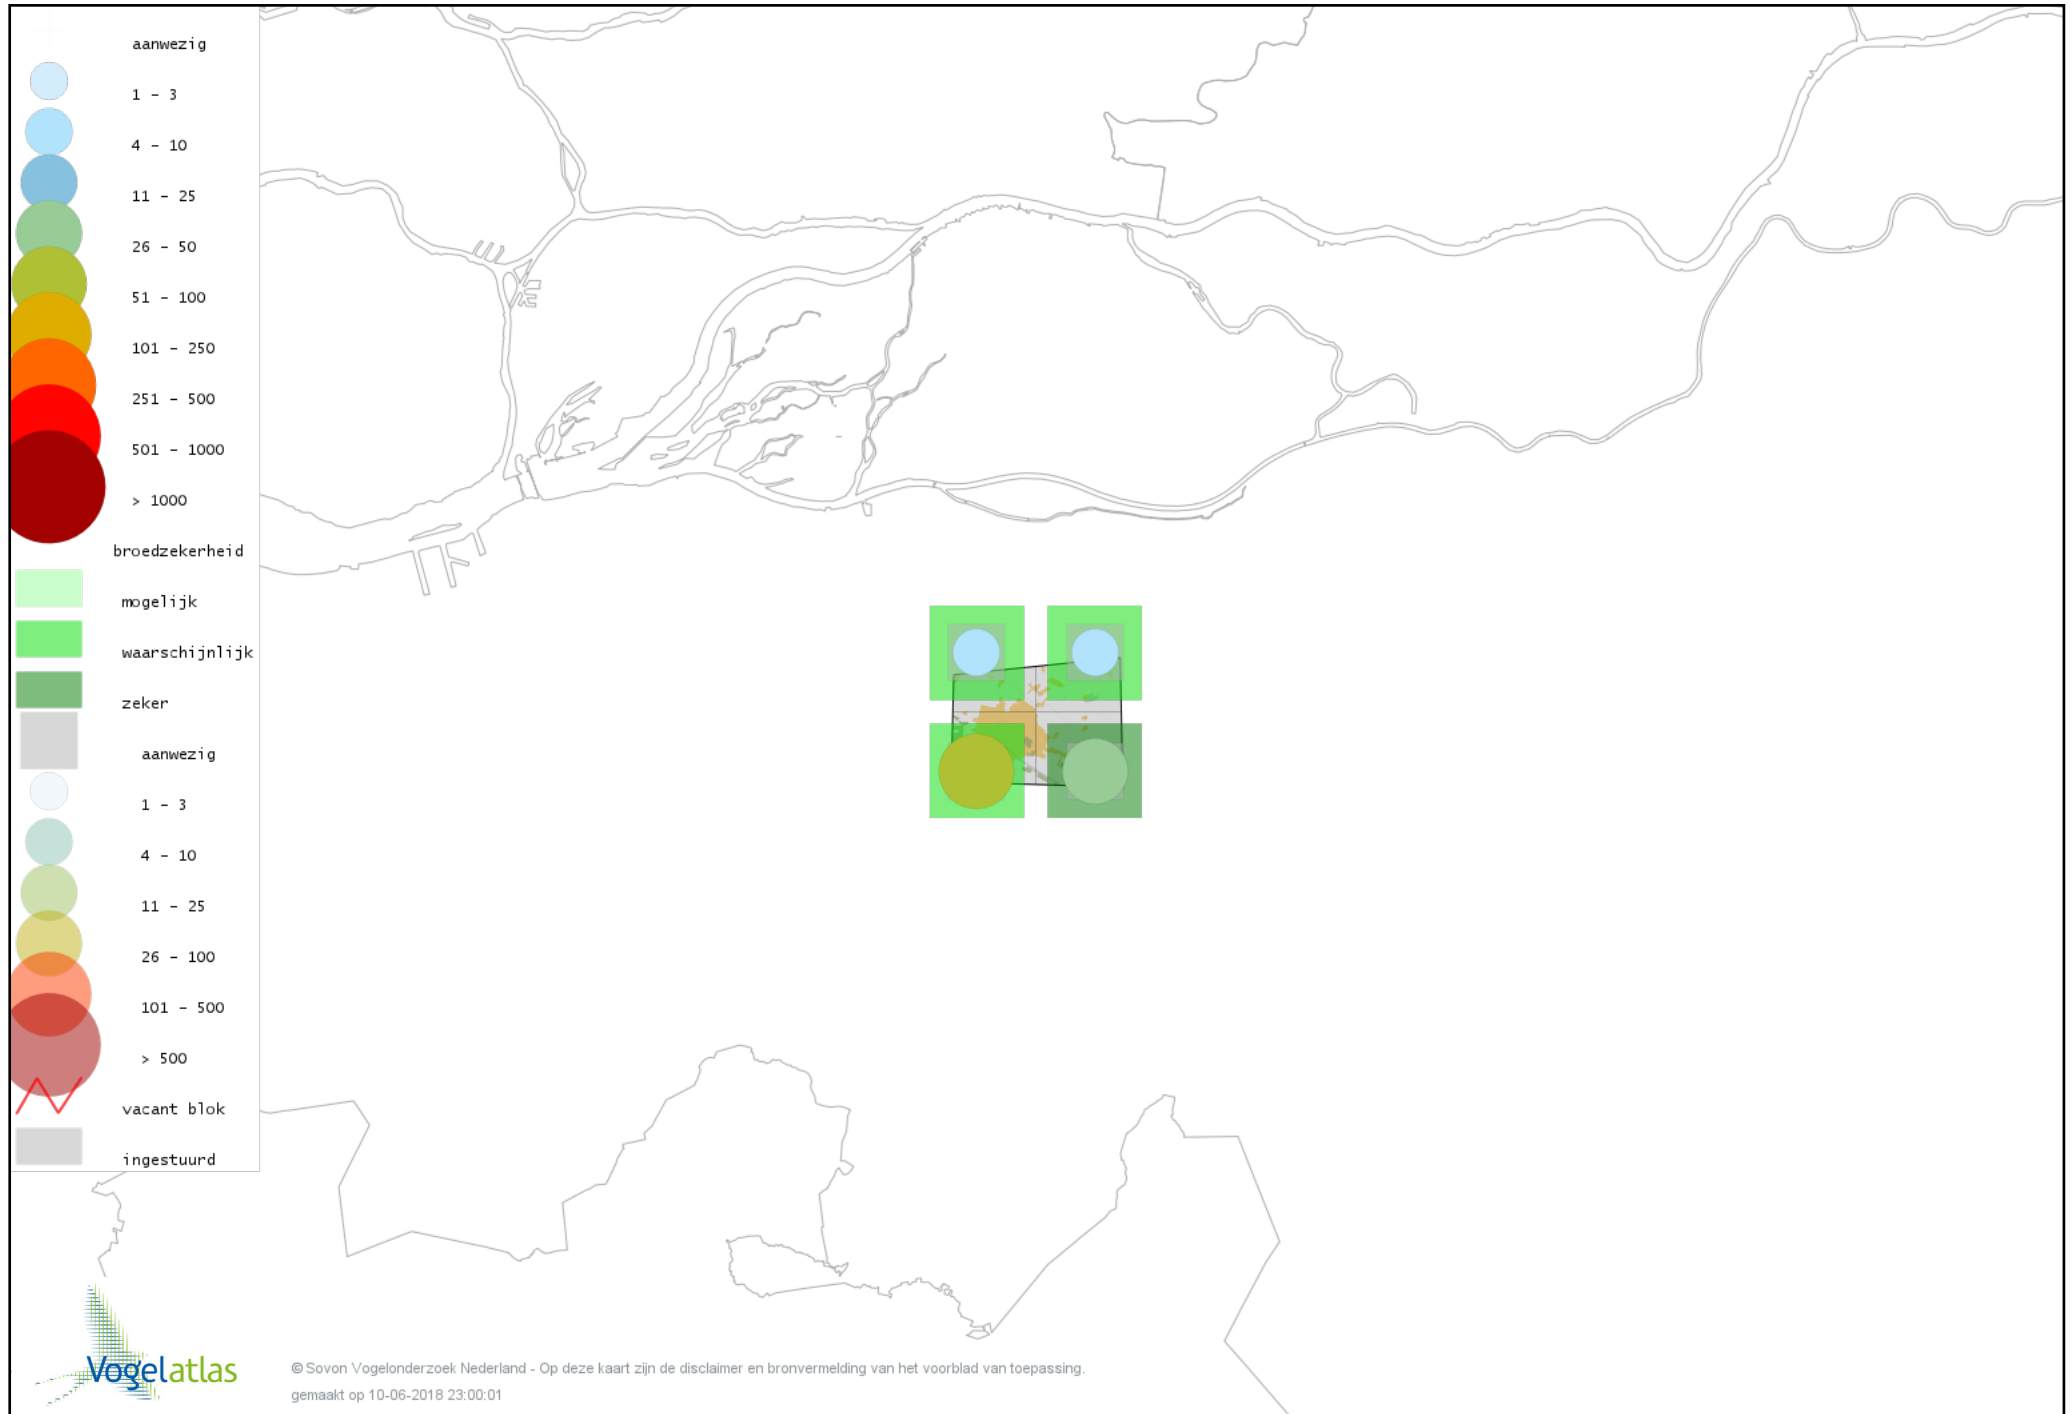 aanwezig
1 - 3
4 - 10
11 - 25
26 - 50
51 - 100
101 - 250
251 - 500
501 - 1000
> 1000
broedzekerheid
mogelijk
waarschijnlijk
zeker
aanwezig
1 - 3
4 - 10
11 - 25
26 - 100
101 - 500
> 500
vacant blok
ingestuurd
Vogelatlas
© Sovon Vogelonderzoek Nederland - Op deze kaart zijn de disclaimer en bronvermelding van het voorblad van toepassing.
gemaakt op 10-06-2018 23:00:01